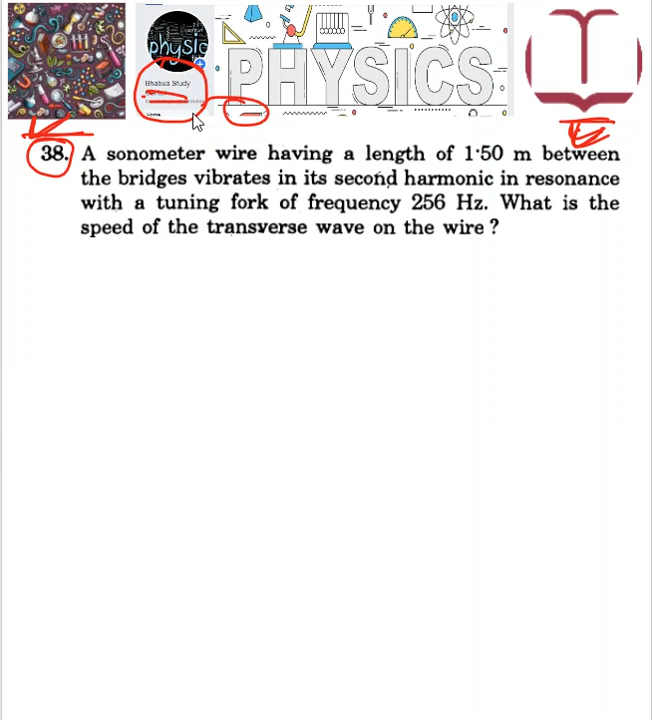 physic
Bhabua Study
PHYSICS
38. A sonometer wire having a length of 1·50 m between
the bridges vibrates in its second harmonic in resonance
with a tuning fork of frequency 256 Hz. What is the
speed of the transverse wave on the wire ?